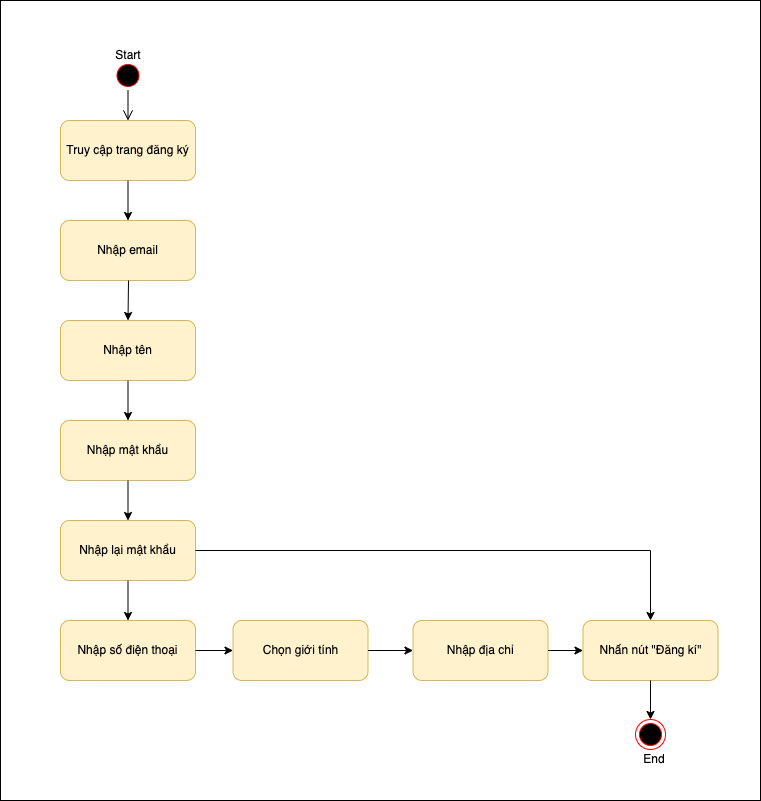 Start
Truy cập trang đăng ký
Nhập email
Nhập tên
Nhập mật khẩu
Nhập lại mật khẩu
Nhập số điện thoại
Chọn giới tính
Nhập địa chỉ
Nhấn nút "Đăng kí"
End